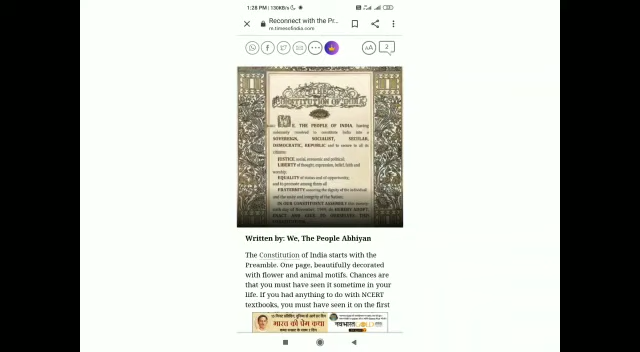 1:28 PM | 130KB/s
Reconnect with the Pr...
m.timesofindia.com
AA
2
CONSTITUTION OF INDIA
WE, THE PEOPLE OF INDIA, having
solemnly resolved to constitute India into a
SOVEREIGN, SOCIALIST, SECULAR,
DEMOCRATIC, REPUBLIC and to secure to all its
citizens:
JUSTICE, social, economic and political;
LIBERTY of thought, expression, belief, faith and
worship;
EQUALITY of status and of opportunity;
and to promote among them all
FRATERNITY assuring the dignity of the individual
and the unity and integrity of the Nation;
IN OUR CONSTITUENT ASSEMBLY
Written by: We, The People Abhiyan
The Constitution of India starts with the
Preamble. One page, beautifully decorated
with flower and animal motifs. Chances are
that you must have seen it sometime in your
life. If you had anything to do with NCERT
textbooks, you must have seen it on the first
भारत की प्रेम कथा
नवभारत GOLD